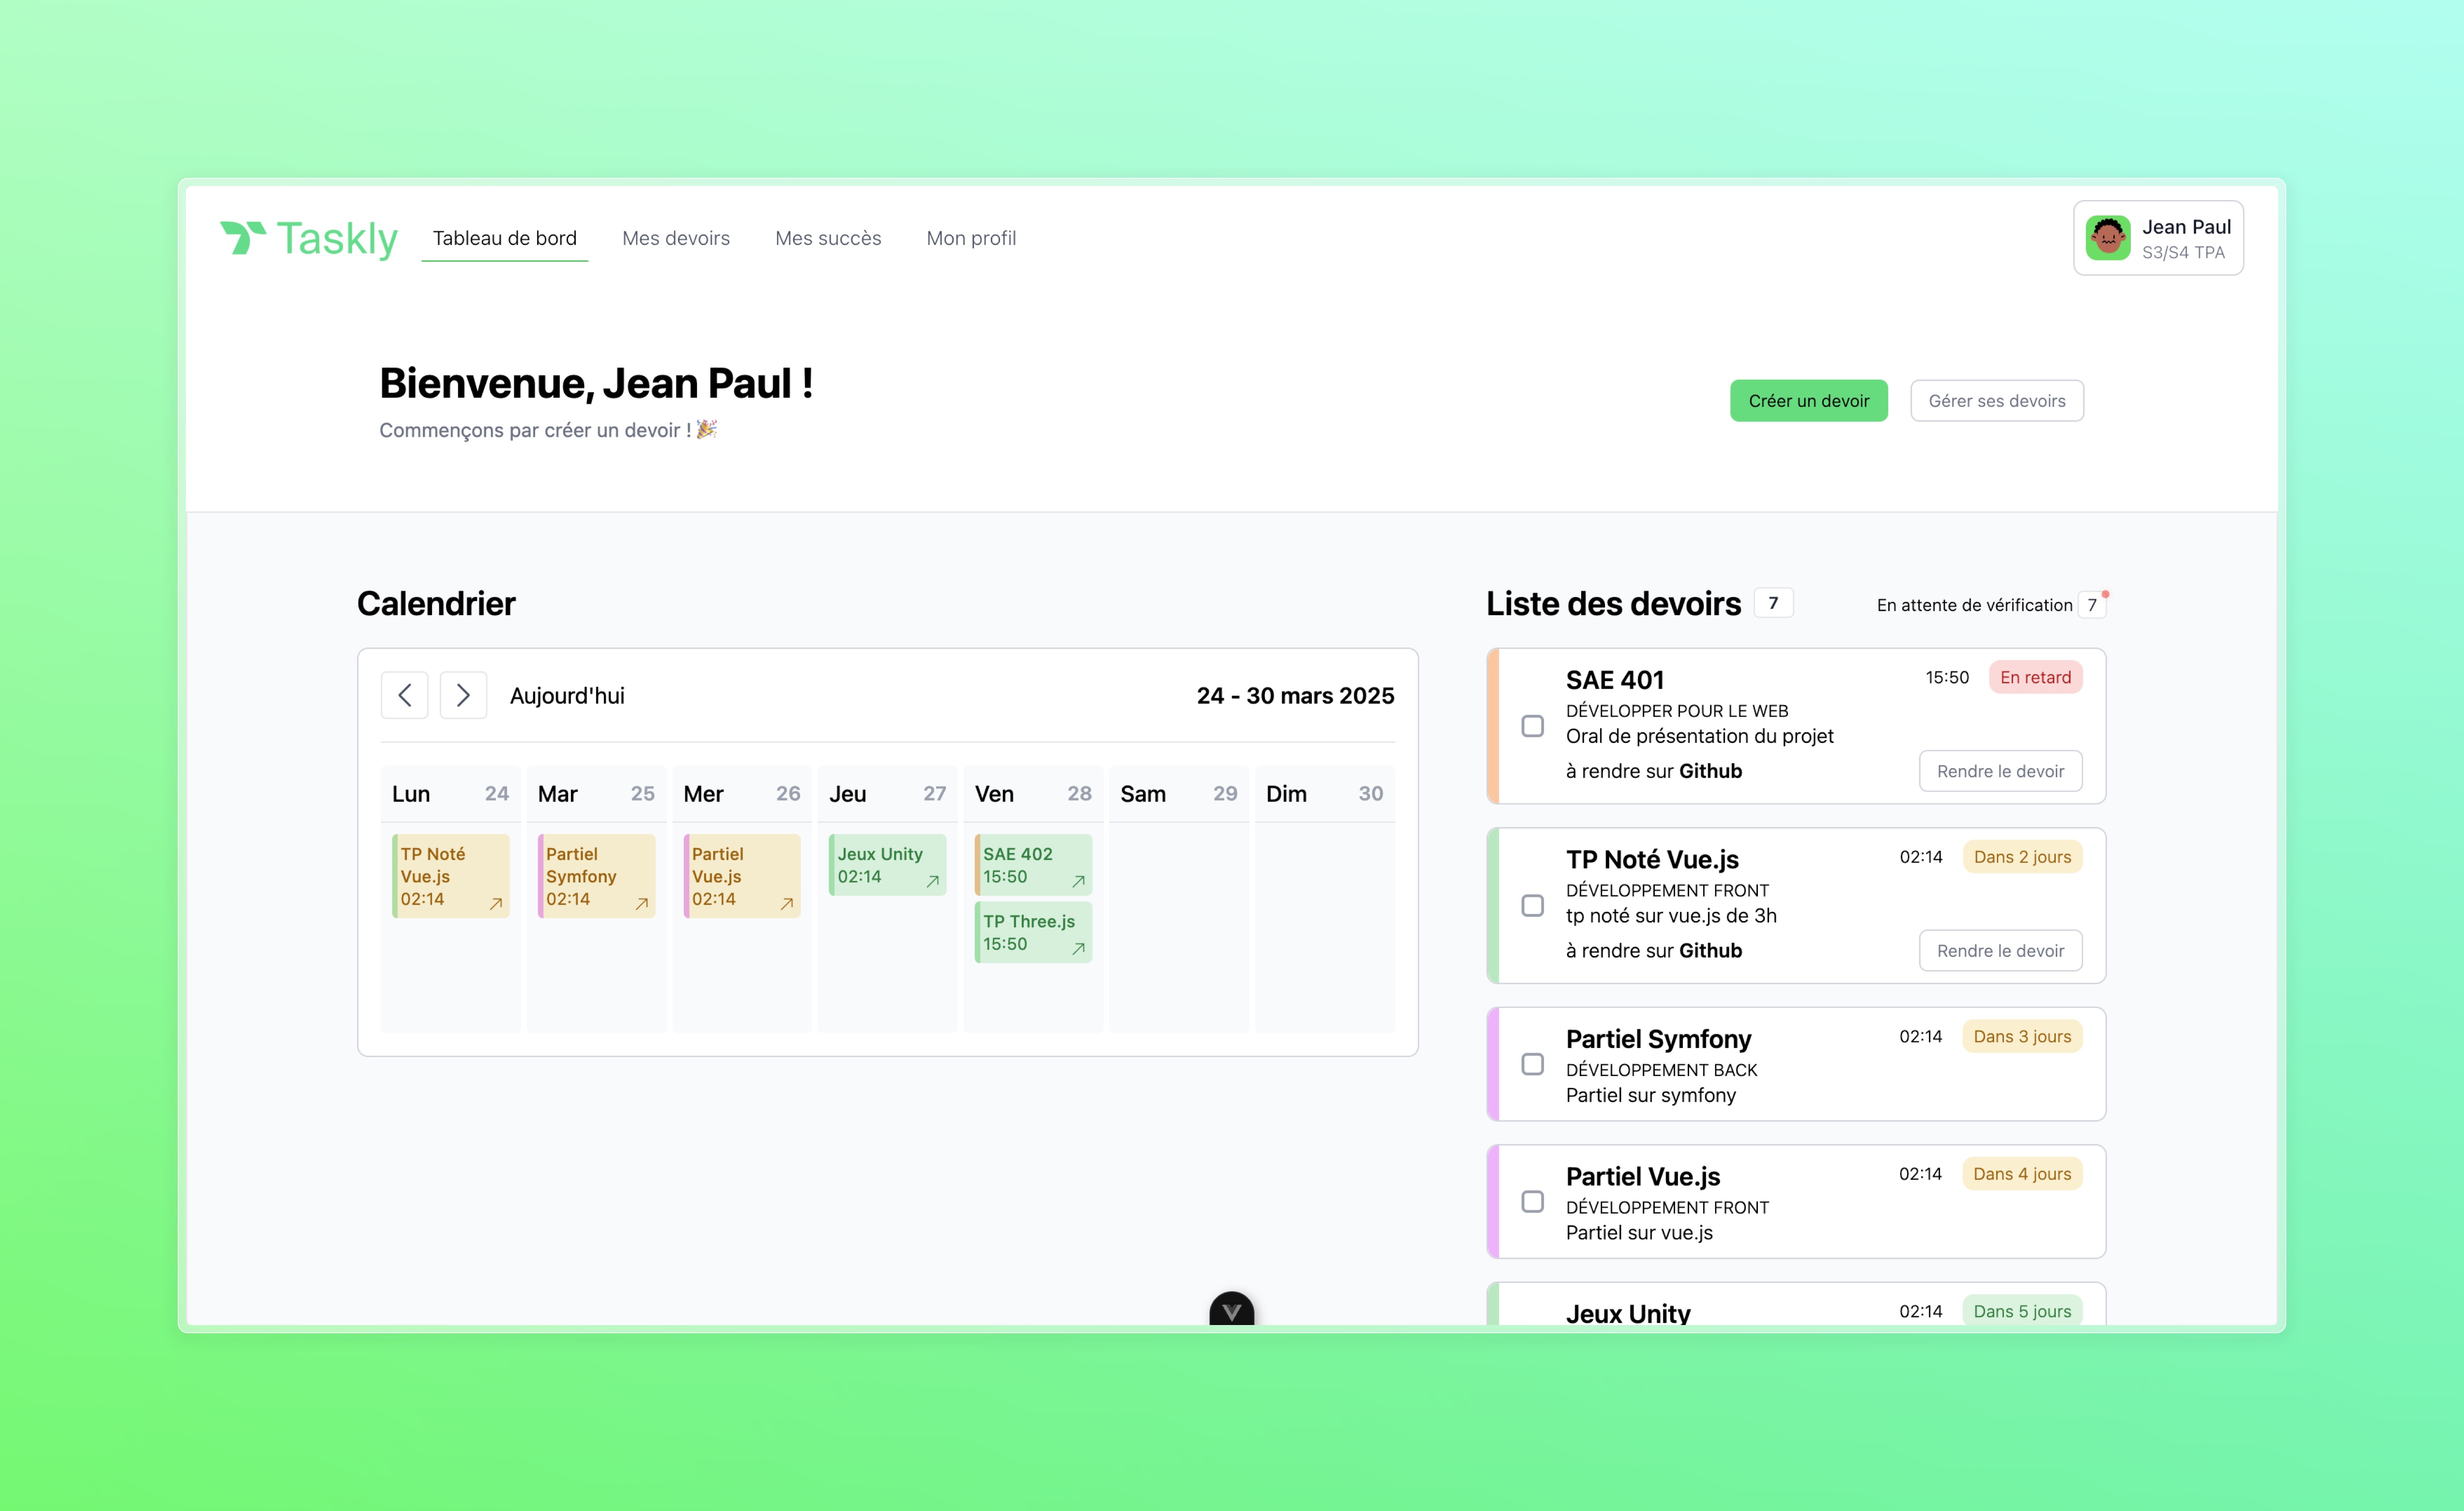 Taskly
Tableau de bord
Mes devoirs
Mes succès
Mon profil
Jean Paul
S3/S4 TPA
Bienvenue, Jean Paul !
Commençons par créer un devoir ! 🎉
Créer un devoir
Gérer ses devoirs
Calendrier
Aujourd'hui
24 - 30 mars 2025
Lun 24
Mar 25
Mer 26
Jeu 27
Ven 28
Sam 29
Dim 30
TP Noté
Vue.js
02:14
Partiel
Symfony
02:14
Partiel
Vue.js
02:14
Jeux Unity
02:14
SAE 402
15:50
TP Three.js
15:50
Liste des devoirs 7
En attente de vérification 7
SAE 401
15:50
En retard
DÉVELOPPER POUR LE WEB
Oral de présentation du projet
à rendre sur Github
Rendre le devoir
TP Noté Vue.js
02:14
Dans 2 jours
DÉVELOPPEMENT FRONT
tp noté sur vue.js de 3h
à rendre sur Github
Rendre le devoir
Partiel Symfony
02:14
Dans 3 jours
DÉVELOPPEMENT BACK
Partiel sur symfony
Partiel Vue.js
02:14
Dans 4 jours
DÉVELOPPEMENT FRONT
Partiel sur vue.js
Jeux Unity
02:14
Dans 5 jours